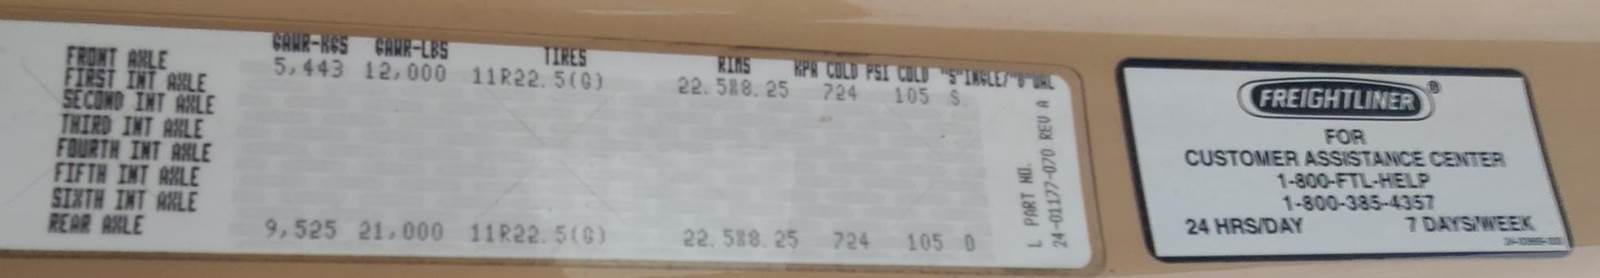 GAWR-KGS GAWR-LBS TIRES RIMS KPA COLD PSI COLD "S"INGLE/"D"UAL
FRONT AXLE 5,443 12,000 11R22.5(G) 22.5X8.25 724 105 S
FIRST INT AXLE
SECOND INT AXLE
THIRD INT AXLE
FOURTH INT AXLE
FIFTH INT AXLE
SIXTH INT AXLE
REAR AXLE 9,525 21,000 11R22.5(G) 22.5X8.25 724 105 D
L PART NO.
24-01177-070 REV A
FREIGHTLINER®
FOR
CUSTOMER ASSISTANCE CENTER
1-800-FTL-HELP
1-800-385-4357
24 HRS/DAY 7 DAYS/WEEK